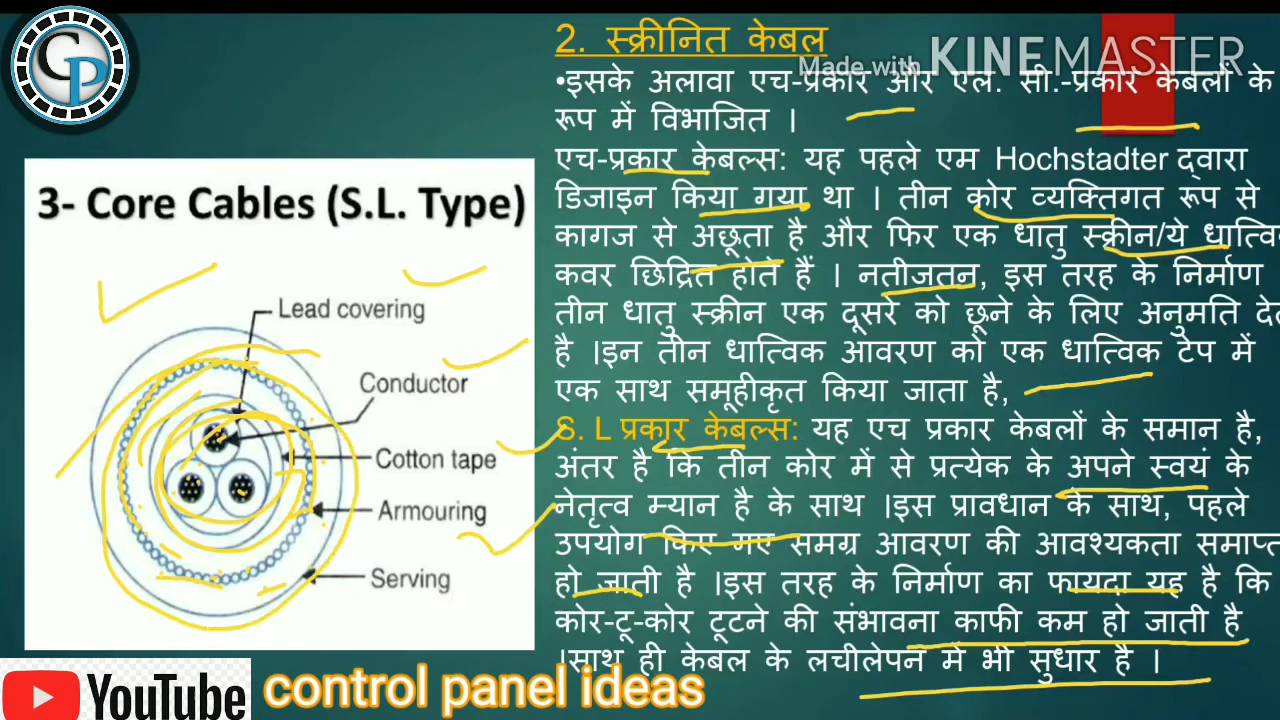 CP
2. स्क्रीनित केबल
Made with KINEMASTER
•इसके अलावा एच-प्रकार और एल. सी.-प्रकार केबलों के
रूप में विभाजित ।
एच-प्रकार केबल्स: यह पहले एम Hochstadter द्वारा
डिजाइन किया गया था । तीन कोर व्यक्तिगत रूप से
कागज से अछूता है और फिर एक धातु स्क्रीन/ये धात्वि
कवर छिद्रित होते हैं । नतीजतन, इस तरह के निर्माण
तीन धातु स्क्रीन एक दूसरे को छूने के लिए अनुमति दे
है ।इन तीन धात्विक आवरण को एक धात्विक टेप में
एक साथ समूहीकृत किया जाता है,
S. L प्रकार केबल्स: यह एच प्रकार केबलों के समान है,
अंतर है कि तीन कोर में से प्रत्येक के अपने स्वयं के
नेतृत्व म्यान है के साथ ।इस प्रावधान के साथ, पहले
उपयोग किए गए समग्र आवरण की आवश्यकता समाप्त
हो जाती है ।इस तरह के निर्माण का फायदा यह है कि
कोर-टू-कोर टूटने की संभावना काफी कम हो जाती है
।साथ ही केबल के लचीलेपन में भी सुधार है ।
3- Core Cables (S.L. Type)
Lead covering
Conductor
Cotton tape
Armouring
Serving
YouTube control panel ideas